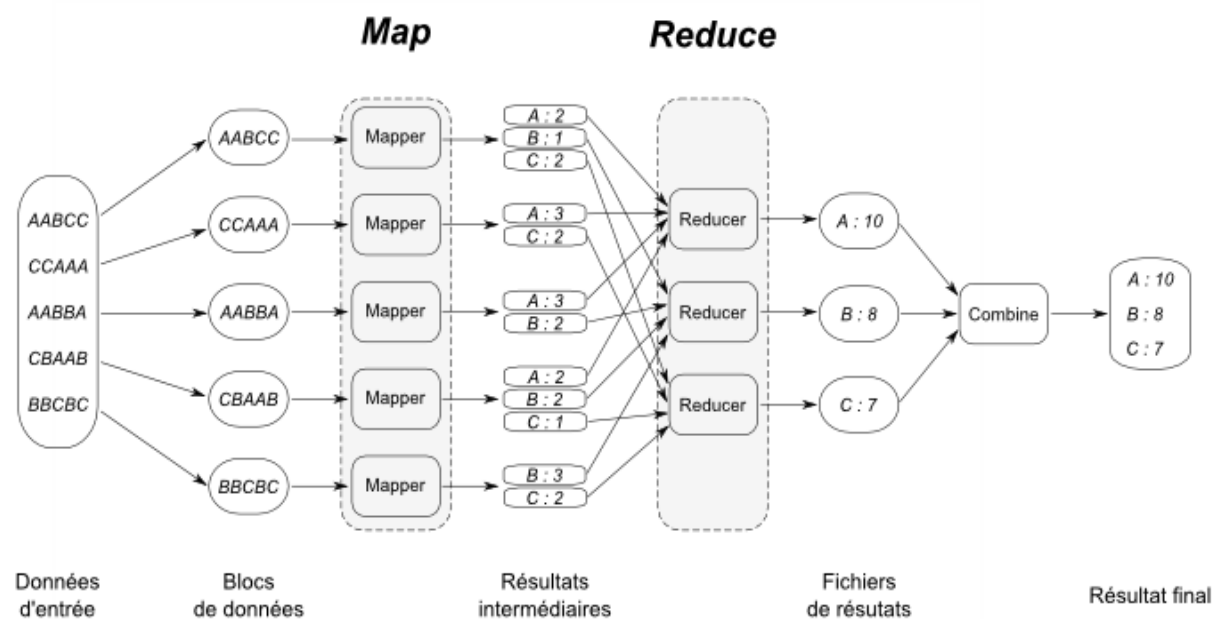 Map
Reduce
AABCC
CCAAA
AABBA
CBAAB
BBCBC
AABCC
CCAAA
AABBA
CBAAB
BBCBC
Mapper
Mapper
Mapper
Mapper
Mapper
A : 2
B : 1
C : 2
A : 3
C : 2
A : 3
B : 2
A : 2
B : 2
C : 1
B : 3
C : 2
Reducer
Reducer
Reducer
A : 10
B : 8
C : 7
Combine
A : 10
B : 8
C : 7
Données
d'entrée
Blocs
de données
Résultats
intermédiaires
Fichiers
de résutats
Résultat final